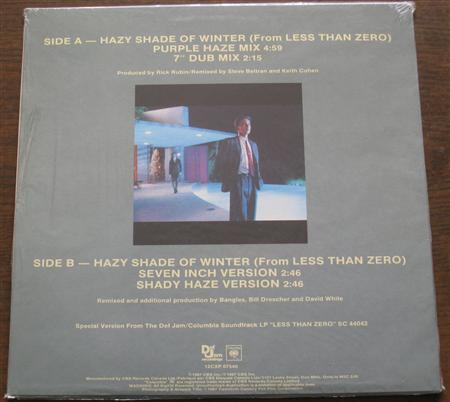 SIDE A — HAZY SHADE OF WINTER (From LESS THAN ZERO)
PURPLE HAZE MIX 4:59
7" DUB MIX 2:15
Produced by Rick Rubin/Remixed by Steve Beltran and Keith Cohen
SIDE B — HAZY SHADE OF WINTER (From LESS THAN ZERO)
SEVEN INCH VERSION 2:46
SHADY HAZE VERSION 2:46
Remixed and additional production by Bangles, Bill Drescher and David White
Special Version From The Def Jam/Columbia Soundtrack LP "LESS THAN ZERO" SC 44042
Def Jam
recordings
12CXP 07540